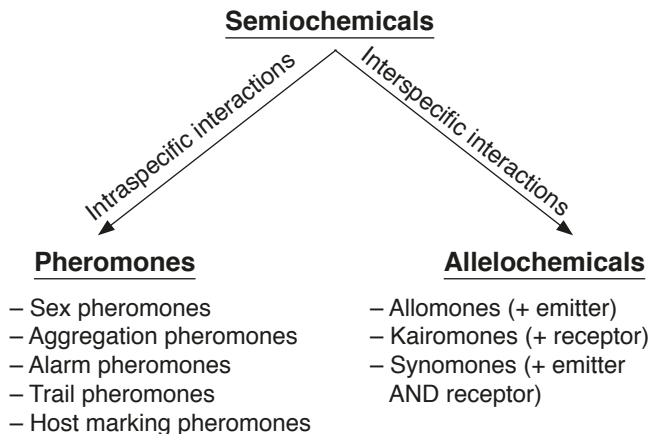 Semiochemicals
Intraspecific interactions
Interspecific interactions
Pheromones
– Sex pheromones
– Aggregation pheromones
– Alarm pheromones
– Trail pheromones
– Host marking pheromones
Allelochemicals
– Allomones (+ emitter)
– Kairomones (+ receptor)
– Synomones (+ emitter
AND receptor)